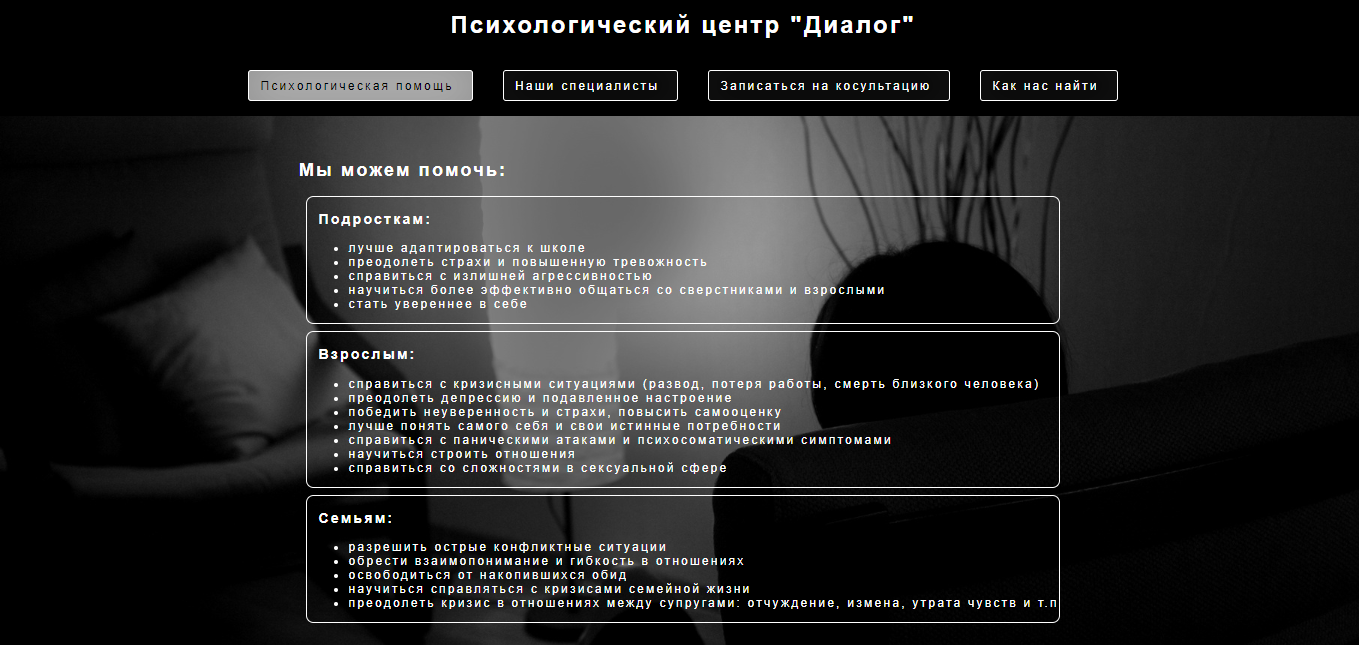 Психологический центр "Диалог"
Психологическая помощь
Наши специалисты
Записаться на косультацию
Как нас найти
Мы можем помочь:
Подросткам:
лучше адаптироваться к школе
преодолеть страхи и повышенную тревожность
справиться с излишней агрессивностью
научиться более эффективно общаться со сверстниками и взрослыми
стать увереннее в себе
Взрослым:
справиться с кризисными ситуациями (развод, потеря работы, смерть близкого человека)
преодолеть депрессию и подавленное настроение
победить неуверенность и страхи, повысить самооценку
лучше понять самого себя и свои истинные потребности
справиться с паническими атаками и психосоматическими симптомами
научиться строить отношения
справиться со сложностями в сексуальной сфере
Семьям:
разрешить острые конфликтные ситуации
обрести взаимопонимание и гибкость в отношениях
освободиться от накопившихся обид
научиться справляться с кризисами семейной жизни
преодолеть кризис в отношениях между супругами: отчуждение, измена, утрата чувств и т.п